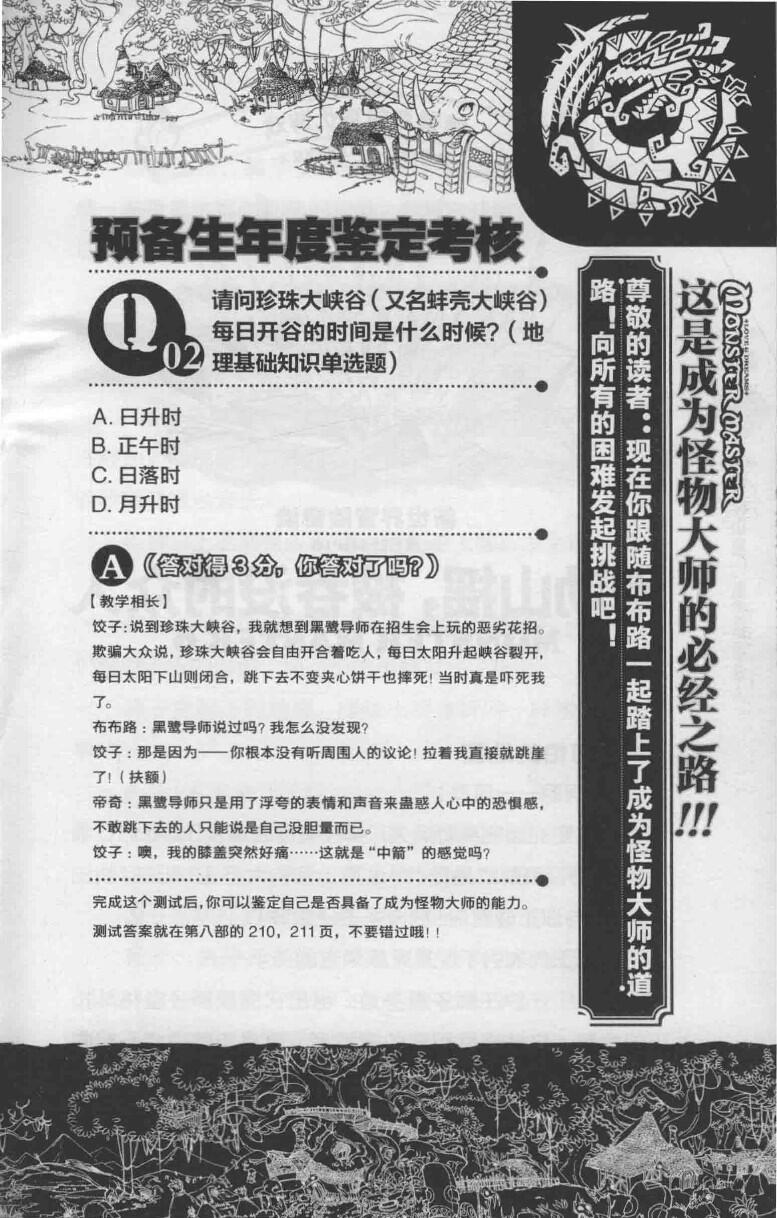 预备生年度鉴定考核
Q
02
请问珍珠大峡谷（又名蚌壳大峡谷）
每日开谷的时间是什么时候？（地
理基础知识单选题）
A. 日升时
B. 正午时
C. 日落时
D. 月升时
A《答对得 3 分，你答对了吗？》
【教学相长】
饺子：说到珍珠大峡谷，我就想到黑鹭导师在招生会上玩的恶劣花招。
欺骗大众说，珍珠大峡谷会自由开合着吃人，每日太阳升起峡谷裂开，
每日太阳下山则闭合，跳下去不变夹心饼干也摔死！当时真是吓死我
了。
布布路：黑鹭导师说过吗？我怎么没发现？
饺子：那是因为——你根本没有听周围人的议论！拉着我直接就跳崖
了！（扶额）
帝奇：黑鹭导师只是用了浮夸的表情和声音来蛊惑人心中的恐惧感，
不敢跳下去的人只能说是自己没胆量而已。
饺子：噢，我的膝盖突然好痛……这就是“中箭”的感觉吗？
完成这个测试后，你可以鉴定自己是否具备了成为怪物大师的能力。
测试答案就在第八部的 210，211 页，不要错过哦！！
MONSTER MASTER
LOVE & DREAMS
这是成为怪物大师的必经之路!!!
尊敬的读者：现在你跟随布布路一起踏上了成为怪物大师的道
路！向所有的困难发起挑战吧！